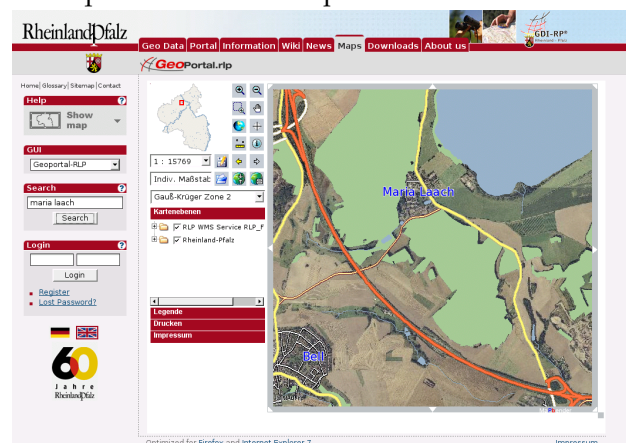 RheinlandPfalz
GDI-RP®
Rheinland - Pfalz
Geo Data Portal Information Wiki News Maps Downloads About us
GeoPortal.rlp
Home| Glossary| Sitemap| Contact
Help ?
Show map
GUI
Geoportal-RLP
Search ?
maria laach
Search
Login ?
Login
Register
Lost Password?
60
Jahre
RheinlandPfalz
1 : 15769
Indiv. Maßstab
Gauß-Krüger Zone 2
Kartenebenen
RLP WMS Service RLP_F
Rheinland-Pfalz
Legende
Drucken
Impressum
Maria Laach
Bell
Optimized for Firefox and Internet Explorer 7
Impressum